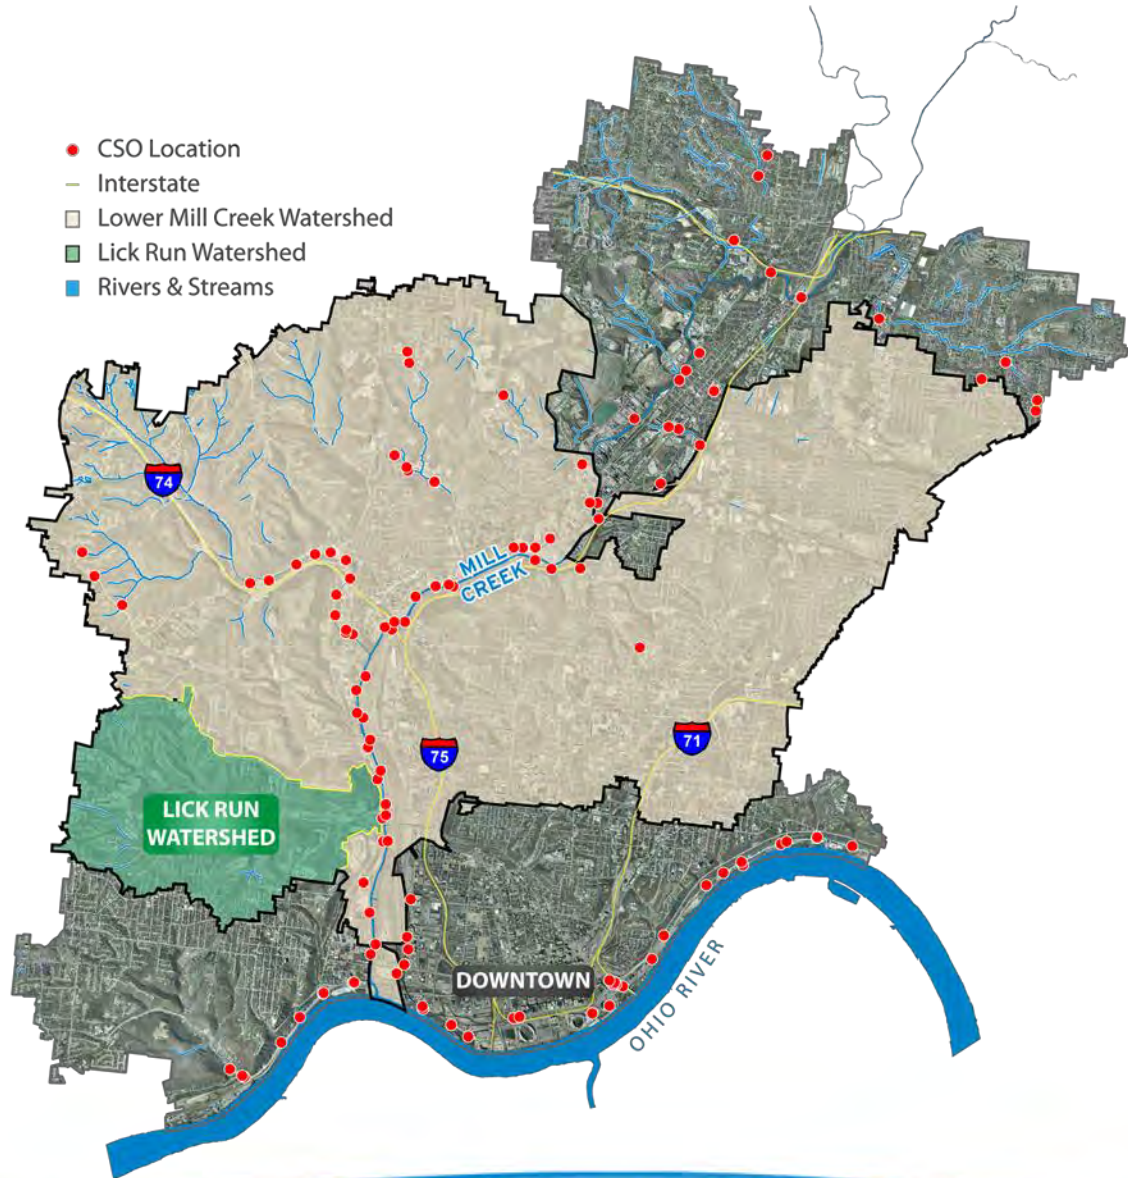 CSO Location
Interstate
Lower Mill Creek Watershed
Lick Run Watershed
Rivers & Streams
74
MILL
CREEK
75
71
LICK RUN
WATERSHED
DOWNTOWN
OHIO RIVER